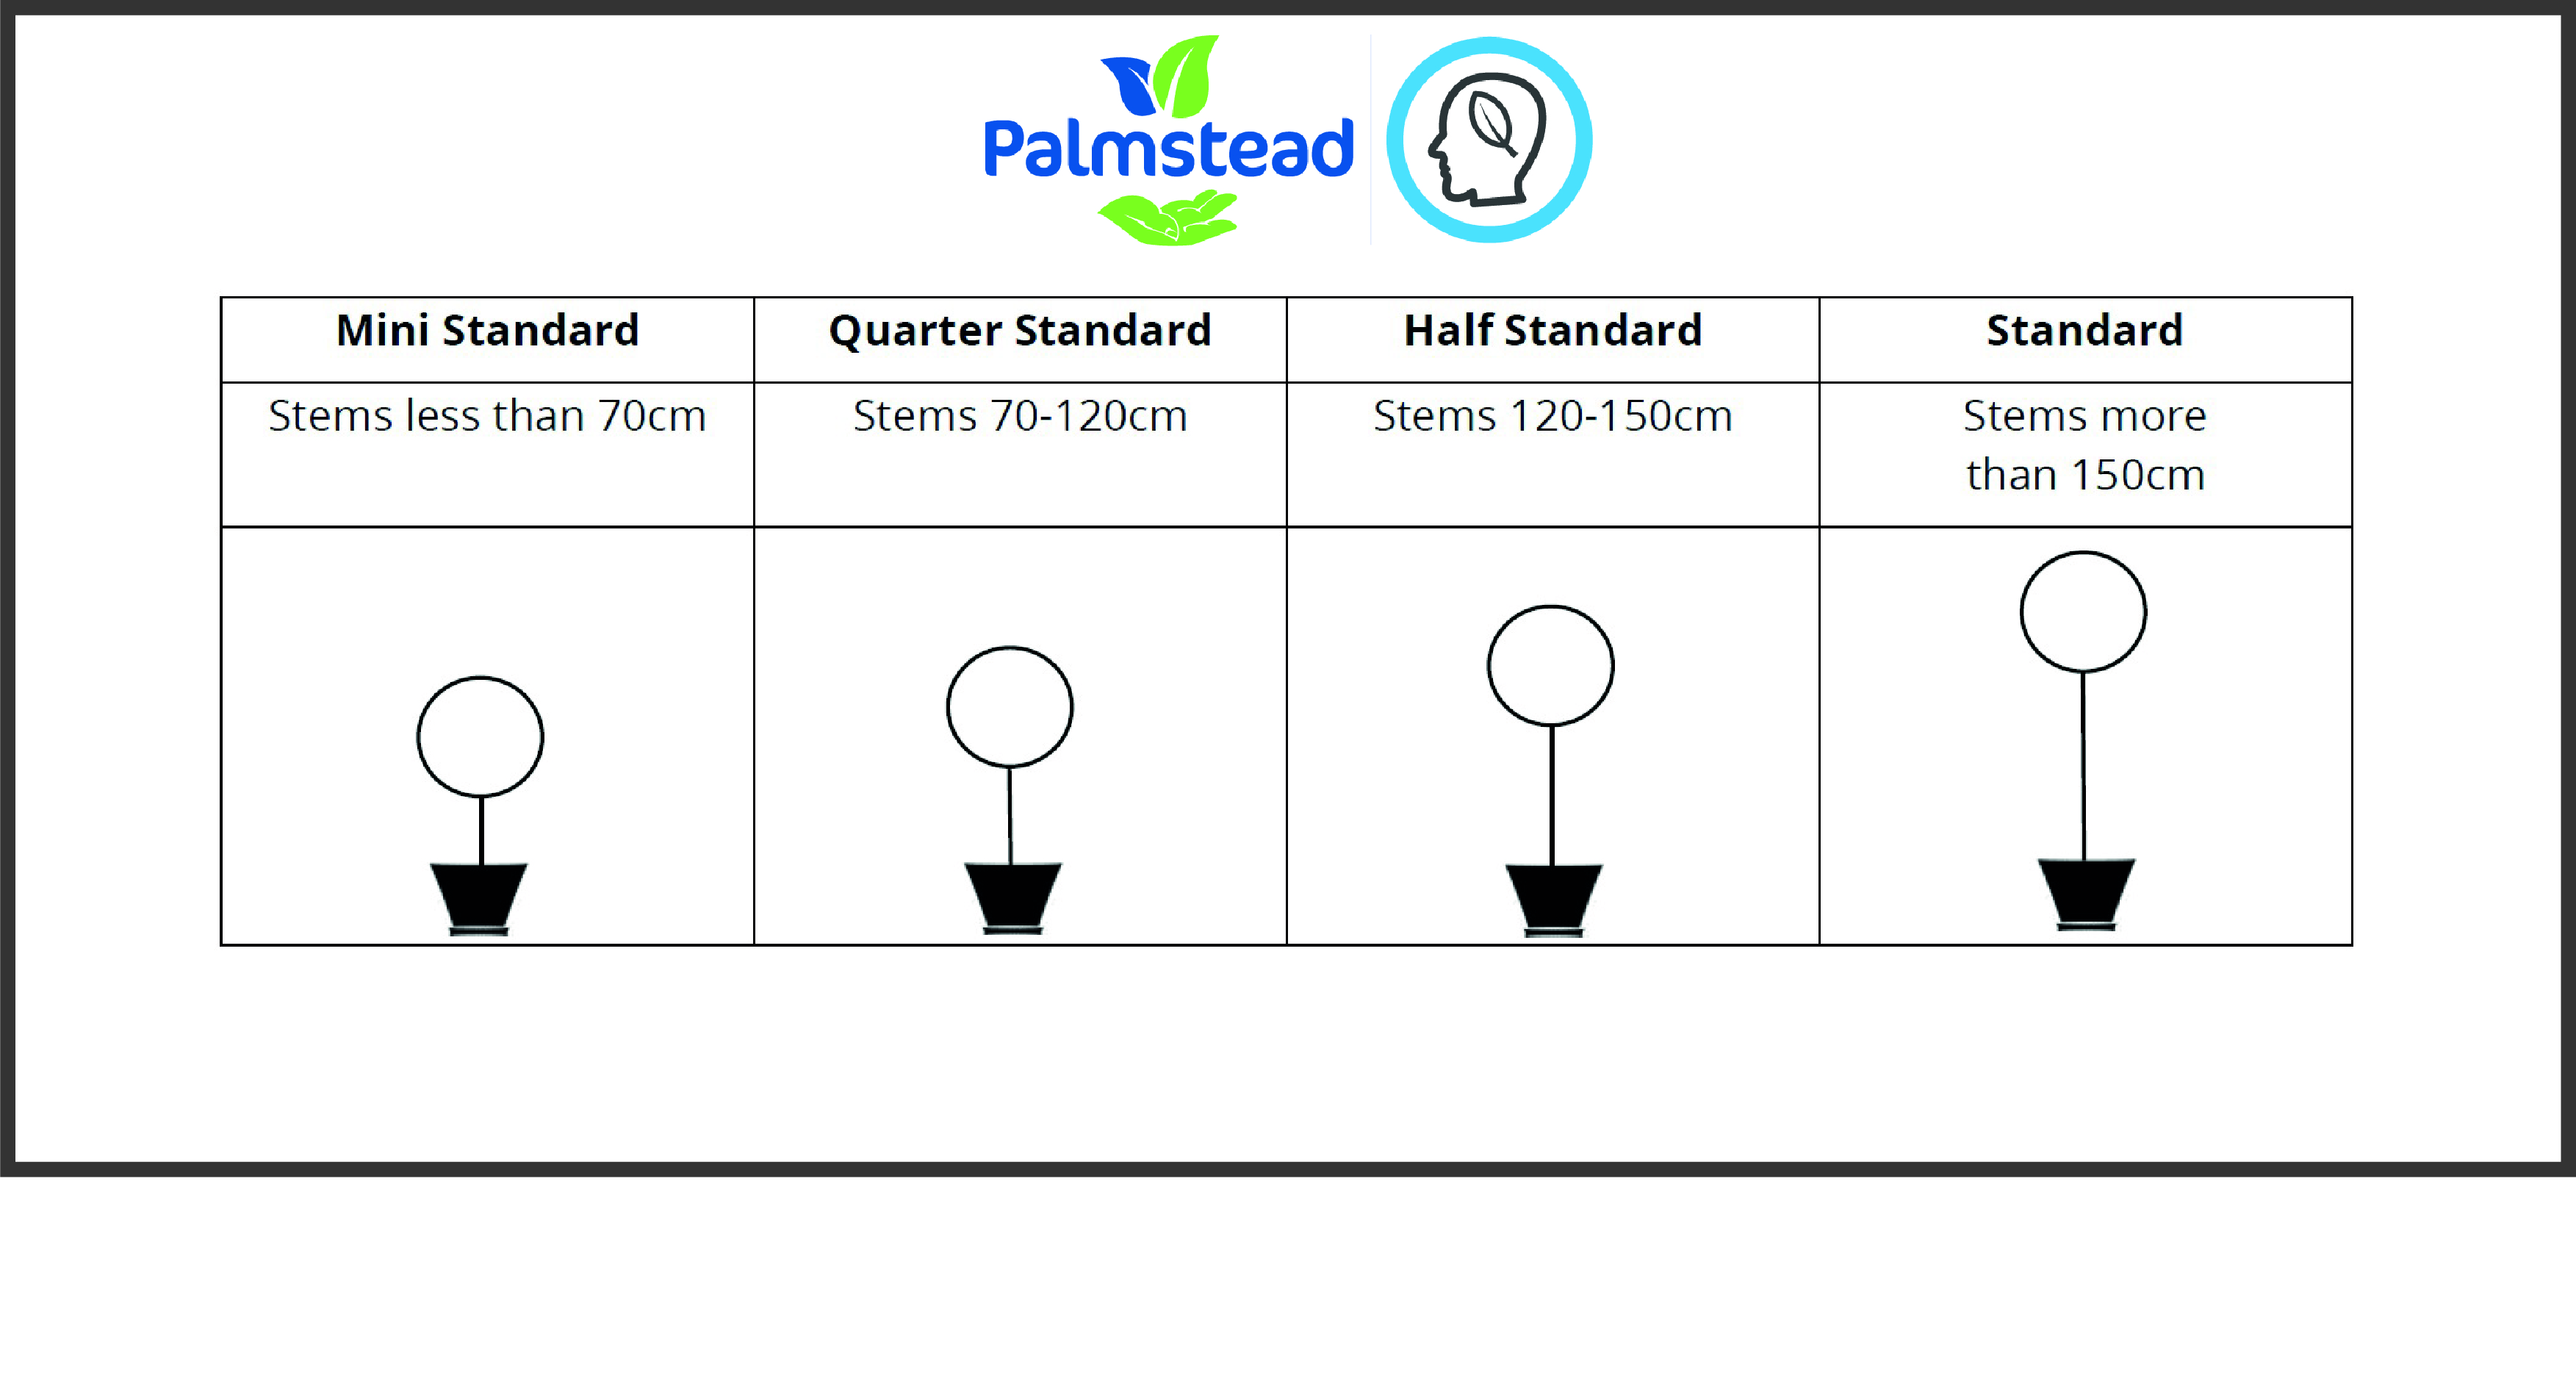 Palmstead
Mini Standard
Quarter Standard
Half Standard
Standard
Stems less than 70cm
Stems 70-120cm
Stems 120-150cm
Stems more
than 150cm